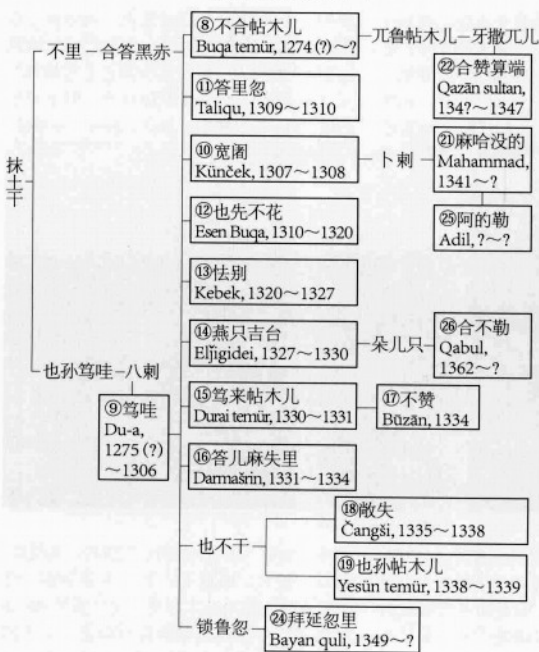 抹土干
不里－合答黑赤
⑧不合帖木儿
Buqa temür, 1274 (?)～?
兀鲁帖木儿－牙撒兀儿
⑪答里忽
Taliqu, 1309～1310
㉒合赞算端
Qazān sultan,
134?～1347
⑩宽阇
Künček, 1307～1308
卜剌
㉑麻哈没的
Mahammad,
1341～?
⑫也先不花
Esen Buqa, 1310～1320
㉕阿的勒
Adil, ?～?
⑬怯别
Kebek, 1320～1327
⑭燕只吉台
Eljigidei, 1327～1330
朵儿只
㉖合不勒
Qabul,
1362～?
也孙笃哇－八剌
⑨笃哇
Du-a,
1275 (?)
～1306
⑮笃来帖木儿
Durai temür, 1330～1331
⑰不赞
Būzān, 1334
⑯答儿麻失里
Darmašrin, 1331～1334
也不干
⑱敞失
Čangši, 1335～1338
⑲也孙帖木儿
Yesün temür, 1338～1339
锁鲁忽
㉔拜延忽里
Bayan quli, 1349～?